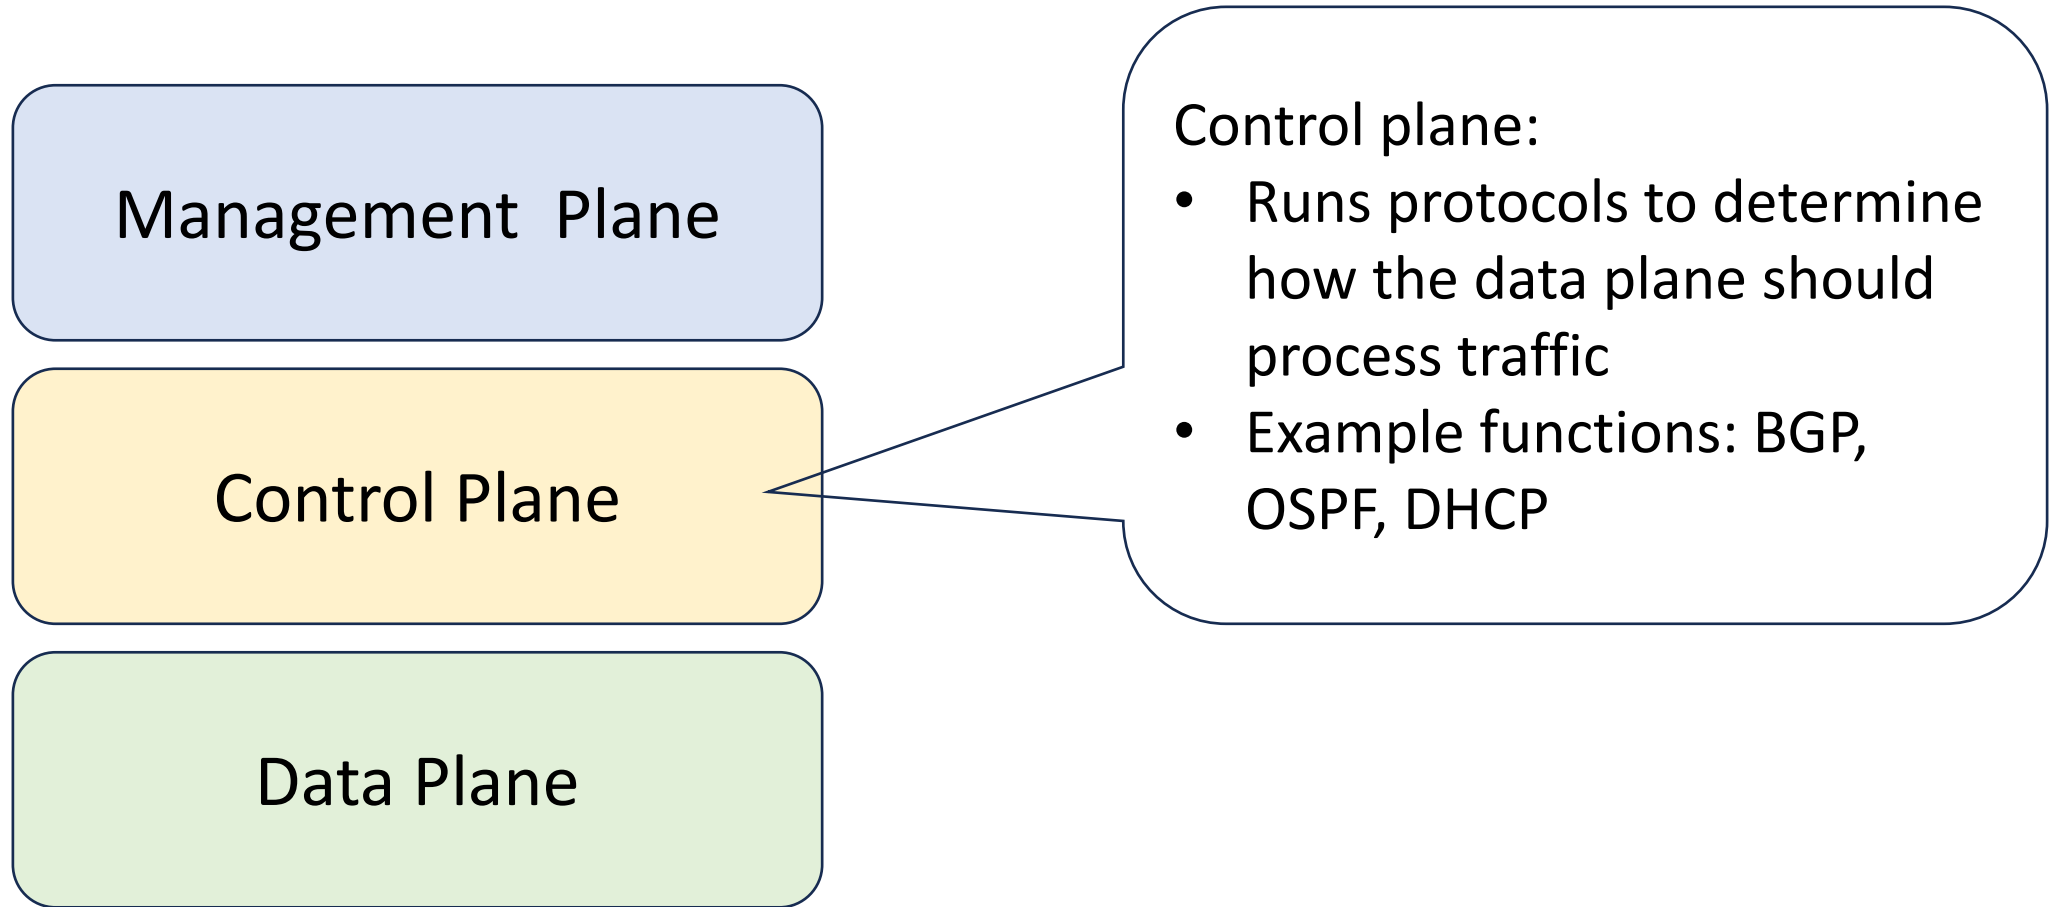 Management  Plane
Control Plane
Data Plane
Control plane:
• Runs protocols to determine
how the data plane should
process traffic
• Example functions: BGP,
OSPF, DHCP